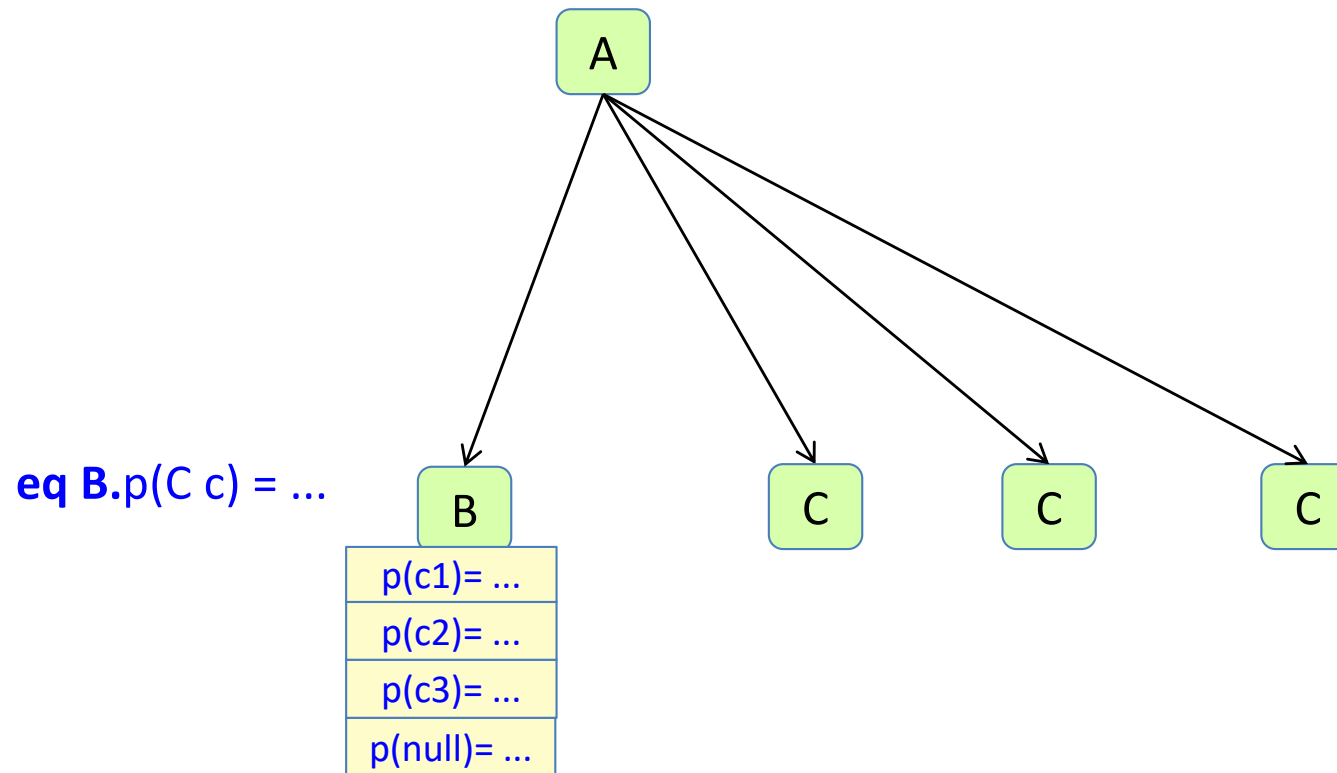 A
eq B.p(C c) = ...
B
C
C
C
p(c1)= ...
p(c2)= ...
p(c3)= ...
p(null)= ...